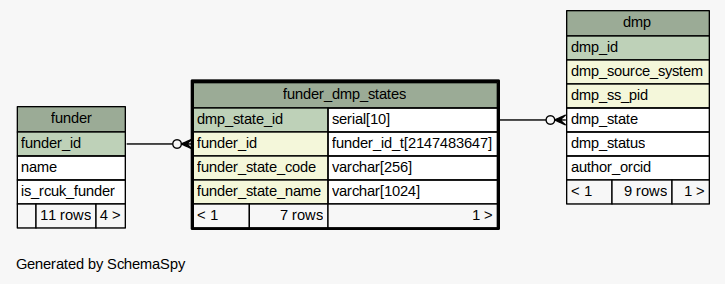 funder
funder_id
name
is_rcuk_funder
11 rows 4 >
funder_dmp_states
dmp_state_id serial[10]
funder_id funder_id_t[2147483647]
funder_state_code varchar[256]
funder_state_name varchar[1024]
< 1 7 rows 1 >
dmp
dmp_id
dmp_source_system
dmp_ss_pid
dmp_state
dmp_status
author_orcid
< 1 9 rows 1 >
Generated by SchemaSpy